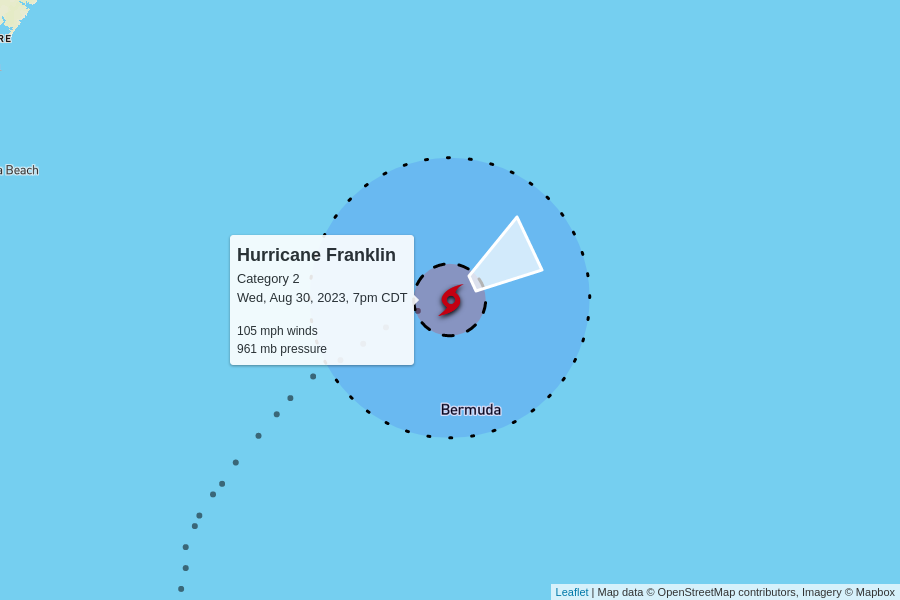 RE
a Beach
Hurricane Franklin
Category 2
Wed, Aug 30, 2023, 7pm CDT
105 mph winds
961 mb pressure
Bermuda
Leaflet | Map data © OpenStreetMap contributors, Imagery © Mapbox